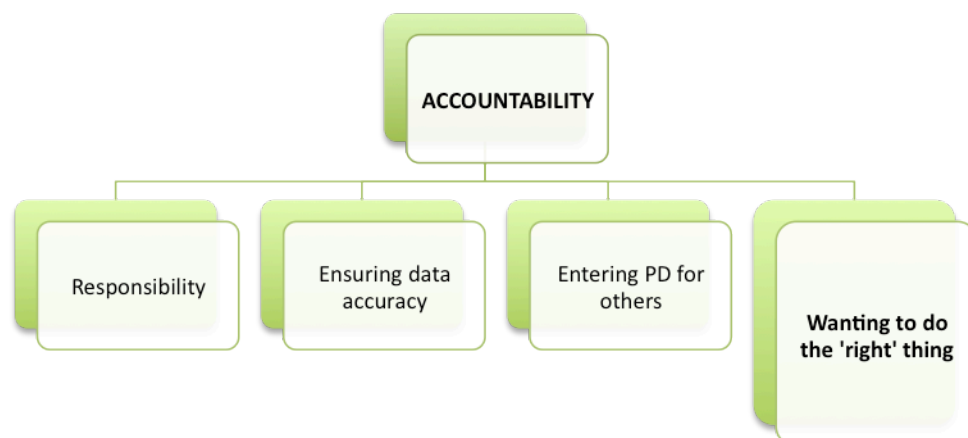 ACCOUNTABILITY
Responsibility
Ensuring data
accuracy
Entering PD for
others
Wanting to do
the 'right' thing